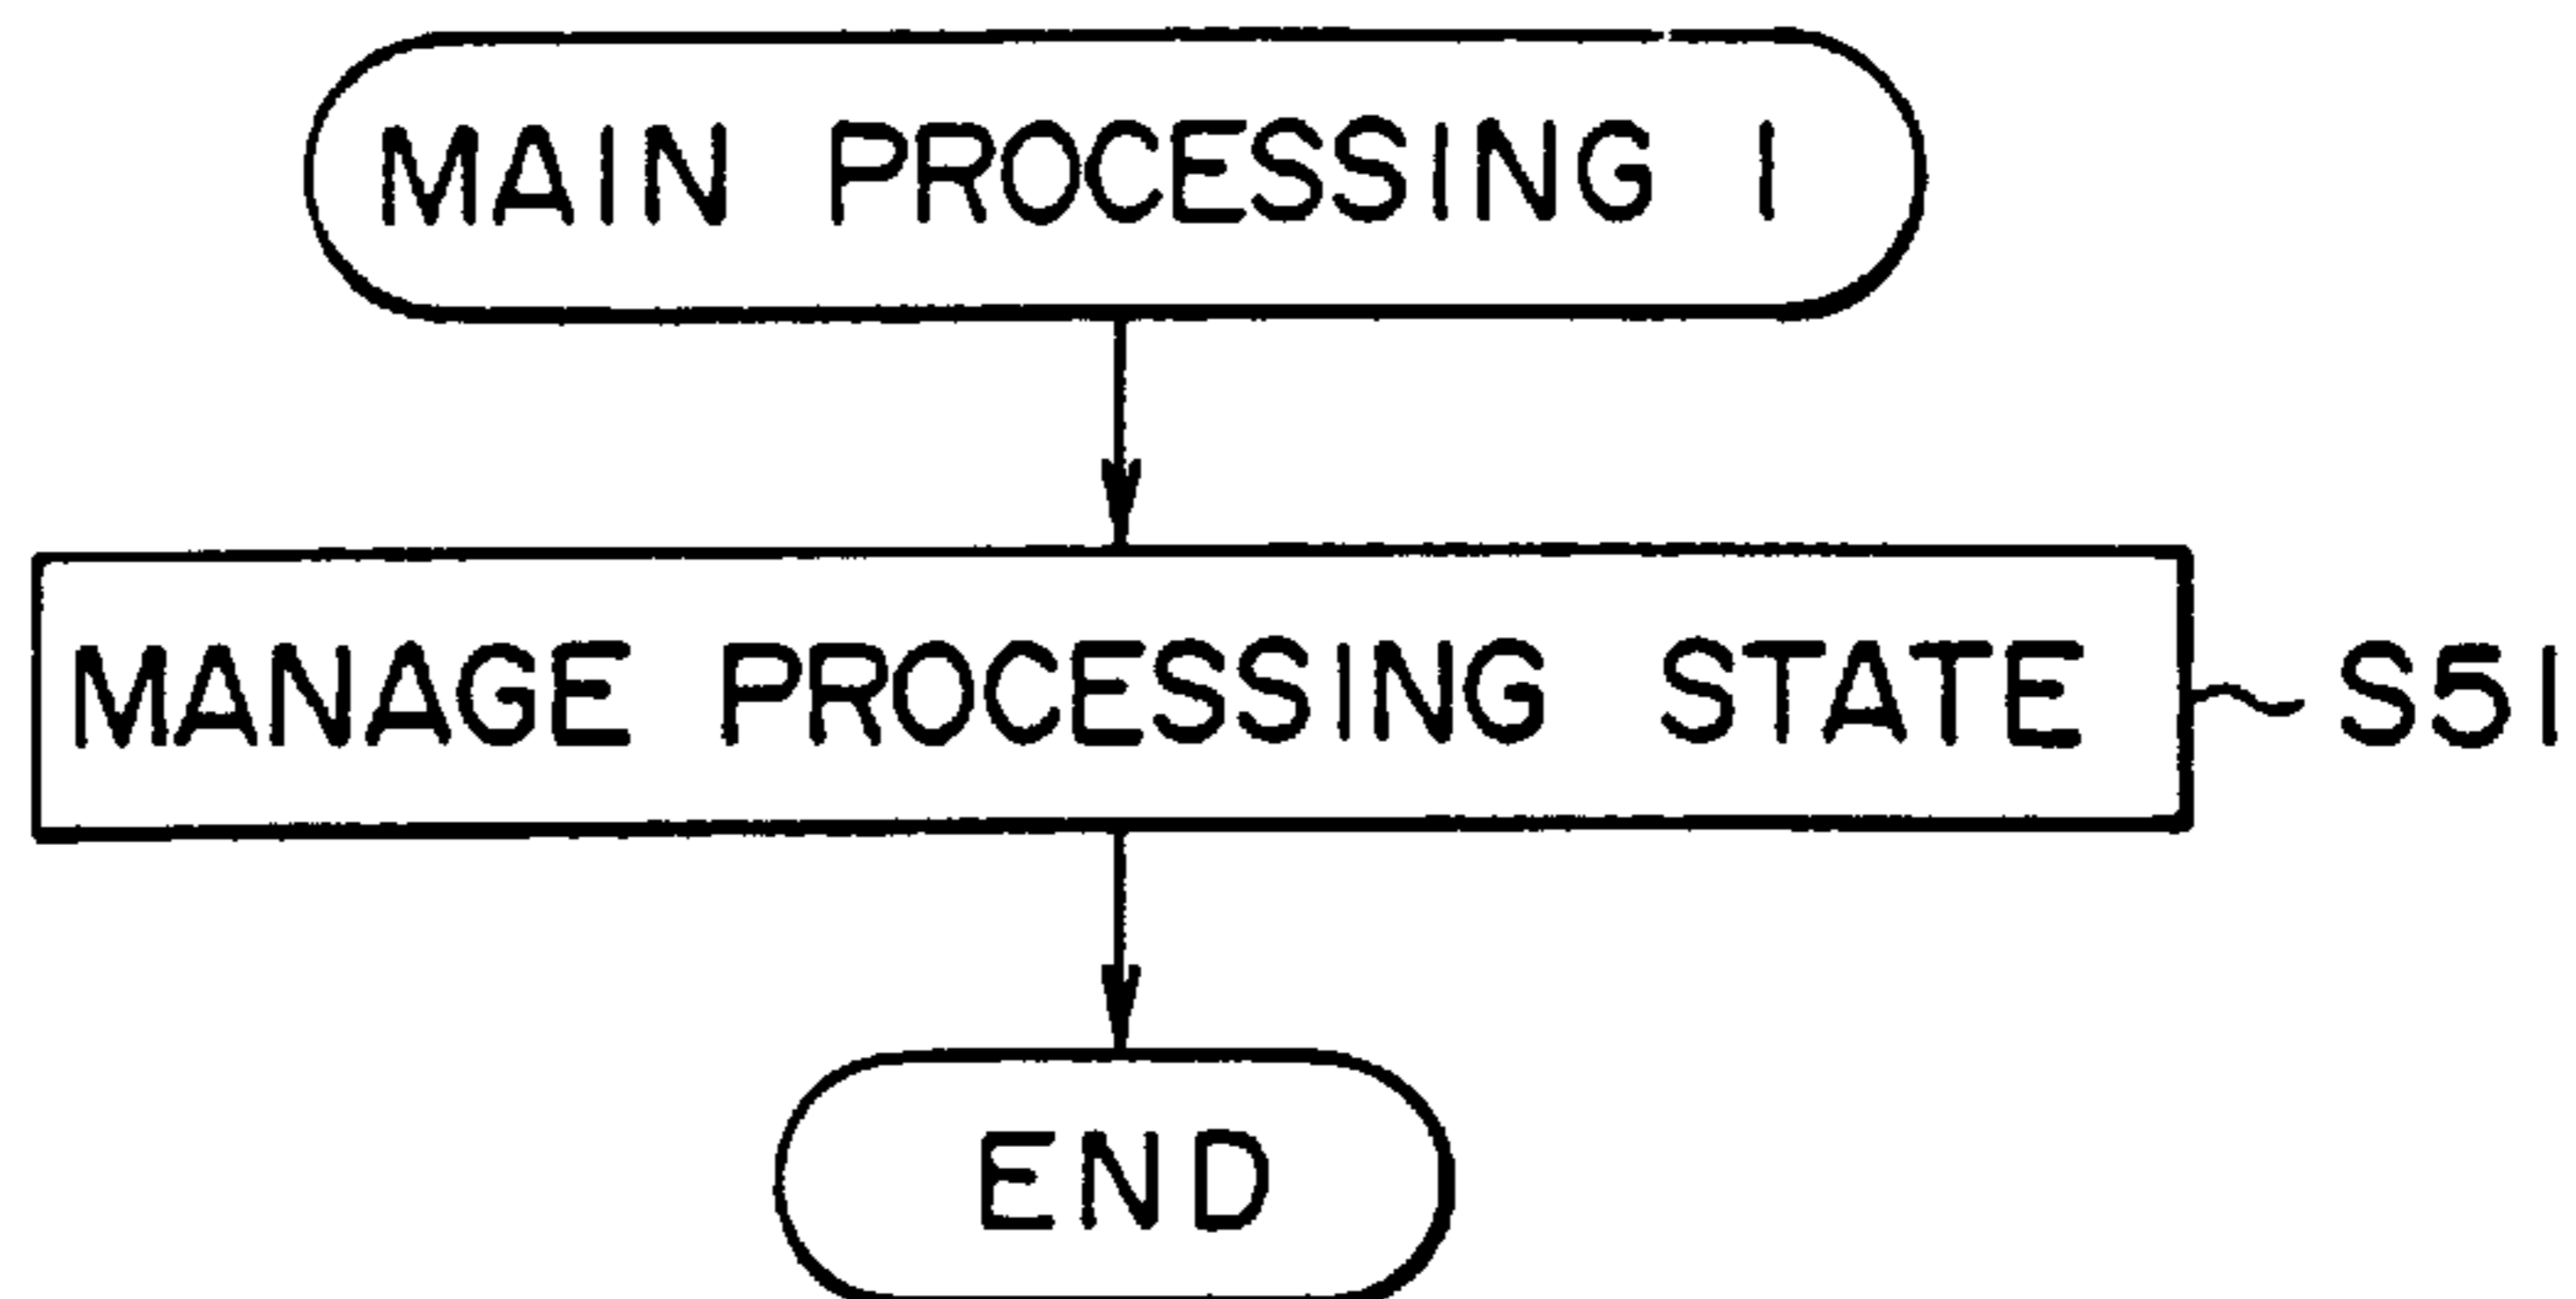 MAIN PROCESSING 1
MANAGE PROCESSING STATE
S51
END